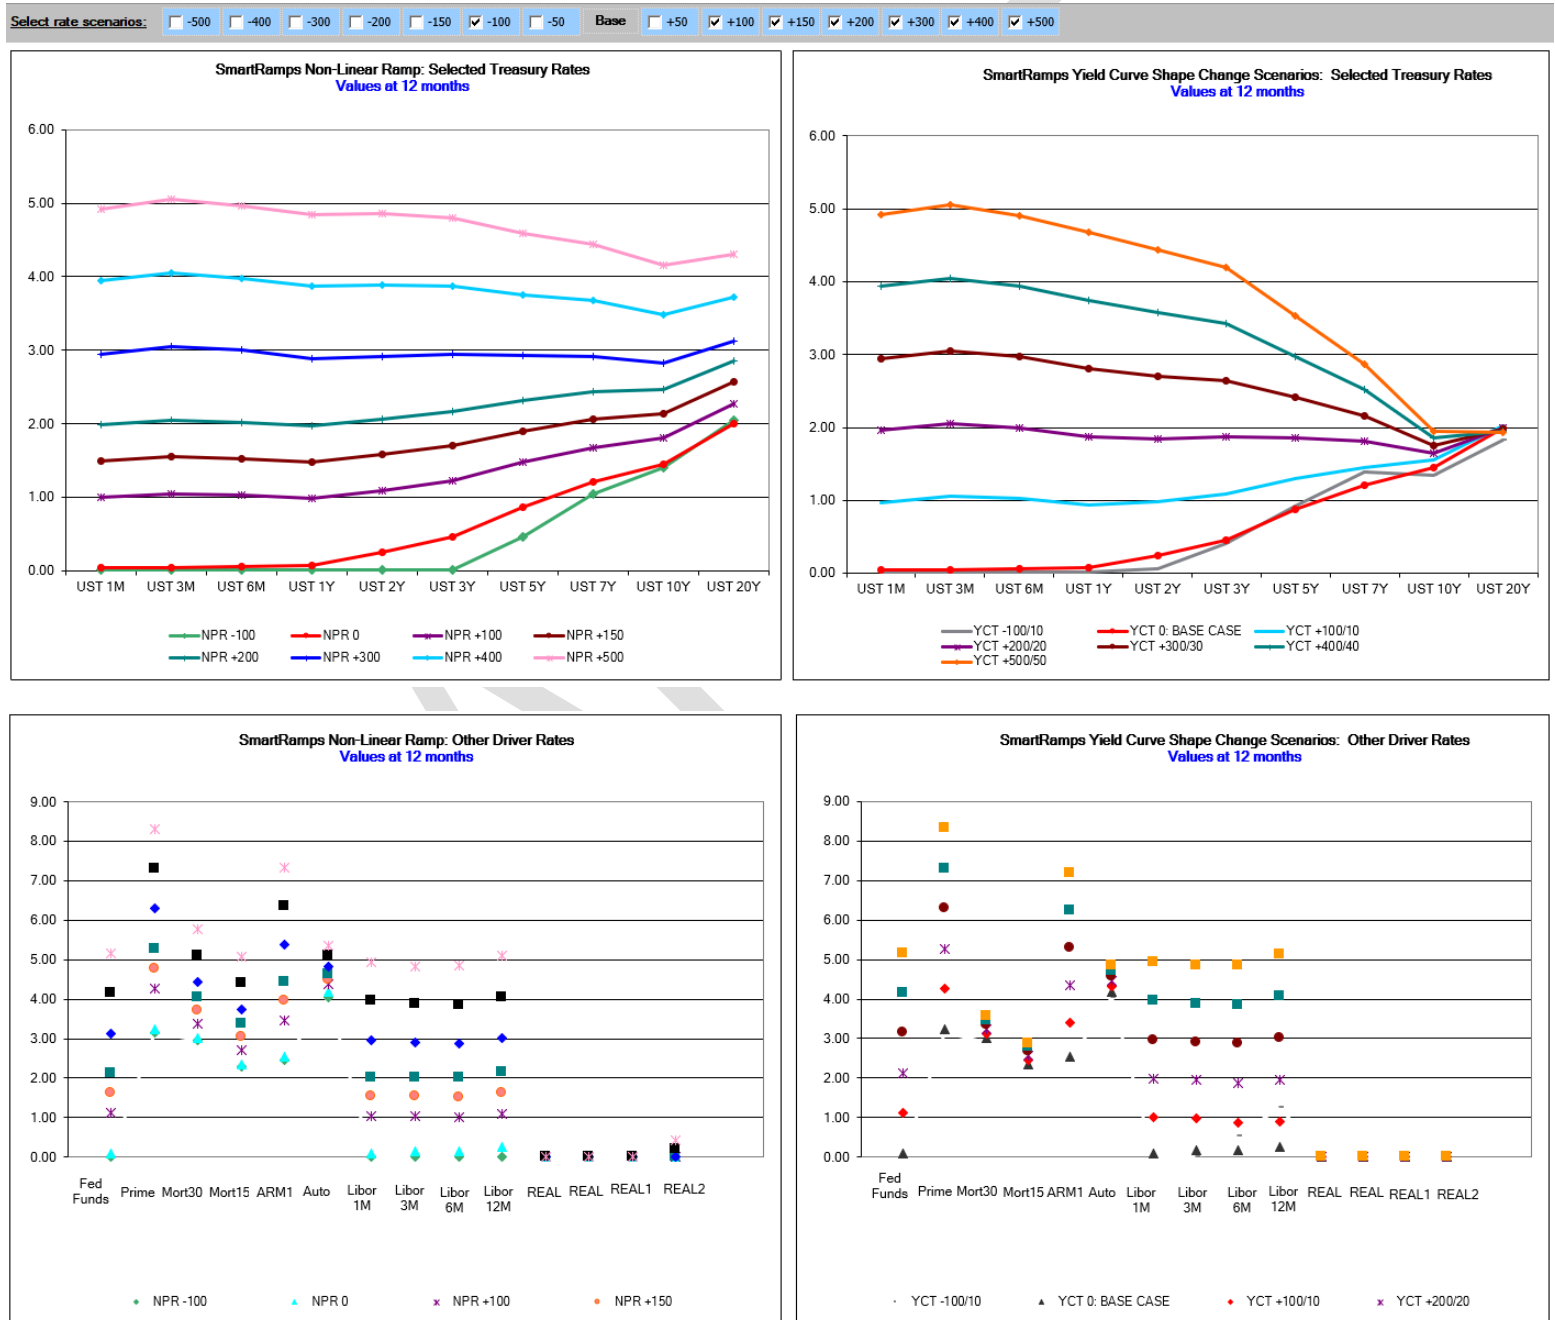 Select rate scenarios: -500 -400 -300 -200 -150 -100 -50 Base +50 +100 +150 +200 +300 +400 +500
SmartRamps Non-Linear Ramp: Selected Treasury Rates
Values at 12 months
6.00
5.00
4.00
3.00
2.00
1.00
0.00
UST 1M UST 3M UST 6M UST 1Y UST 2Y UST 3Y UST 5Y UST 7Y UST 10Y UST 20Y
NPR -100 NPR 0 NPR +100 NPR +150
NPR +200 NPR +300 NPR +400 NPR +500
SmartRamps Yield Curve Shape Change Scenarios: Selected Treasury Rates
Values at 12 months
6.00
5.00
4.00
3.00
2.00
1.00
0.00
UST 1M UST 3M UST 6M UST 1Y UST 2Y UST 3Y UST 5Y UST 7Y UST 10Y UST 20Y
YCT -100/10 YCT 0: BASE CASE YCT +100/10
YCT +200/20 YCT +300/30 YCT +400/40
YCT +500/50
SmartRamps Non-Linear Ramp: Other Driver Rates
Values at 12 months
9.00
8.00
7.00
6.00
5.00
4.00
3.00
2.00
1.00
0.00
Fed Funds Prime Mort30 Mort15 ARM1 Auto Libor 1M Libor 3M Libor 6M Libor 12M REAL REAL REAL1 REAL2
NPR -100 NPR 0 NPR +100 NPR +150
SmartRamps Yield Curve Shape Change Scenarios: Other Driver Rates
Values at 12 months
9.00
8.00
7.00
6.00
5.00
4.00
3.00
2.00
1.00
0.00
Fed Funds Prime Mort30 Mort15 ARM1 Auto Libor 1M Libor 3M Libor 6M Libor 12M REAL REAL REAL1 REAL2
YCT -100/10 YCT 0: BASE CASE YCT +100/10 YCT +200/20